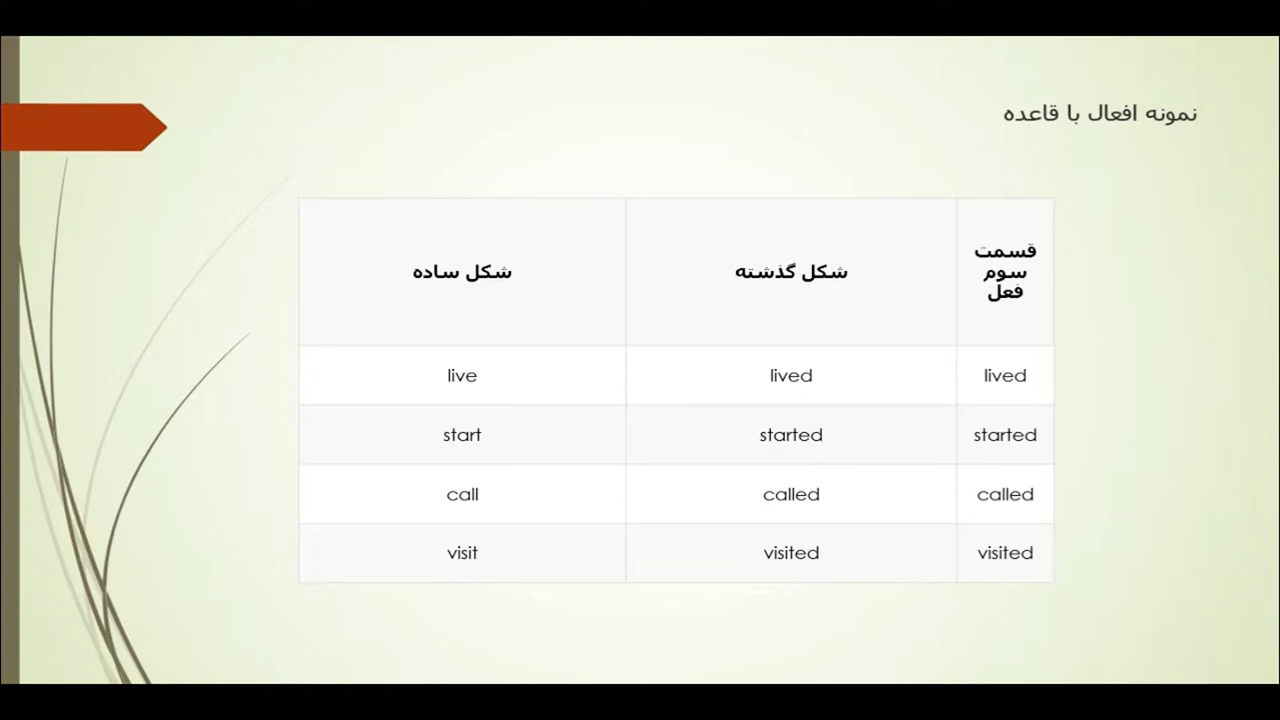 نمونه افعال با قاعده
شکل ساده	شکل گذشته	قسمت سوم فعل
live	lived	lived
start	started	started
call	called	called
visit	visited	visited